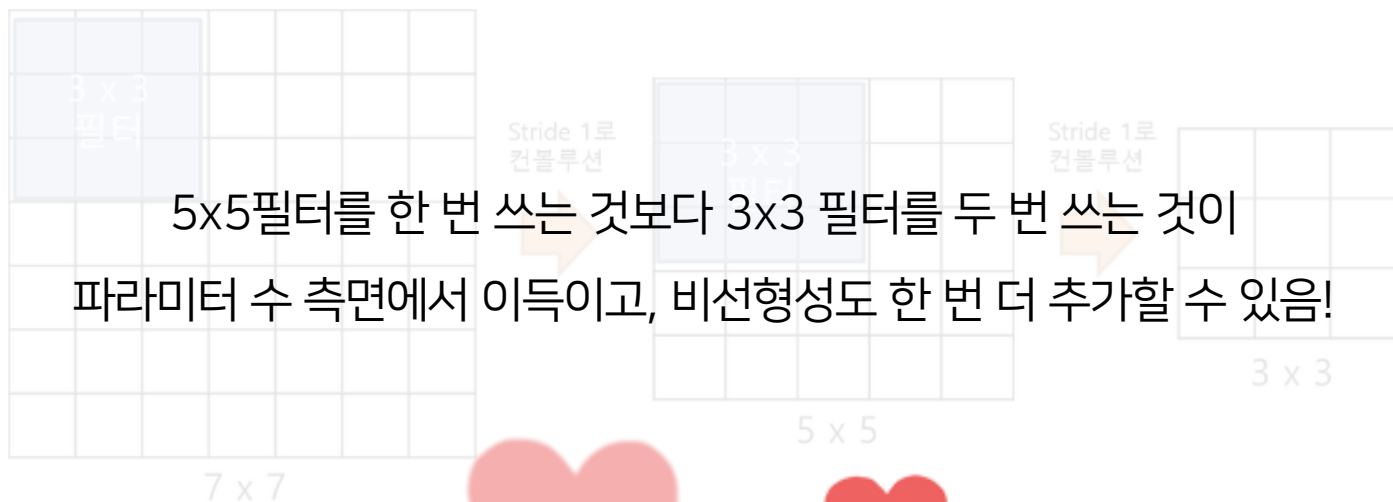 3 x 3
필터
Stride 1로
컨볼루션
3 x 3
필터
Stride 1로
컨볼루션
5x5필터를 한 번 쓰는 것보다 3x3 필터를 두 번 쓰는 것이
파라미터 수 측면에서 이득이고, 비선형성도 한 번 더 추가할 수 있음!
3 x 3
5 x 5
7 x 7